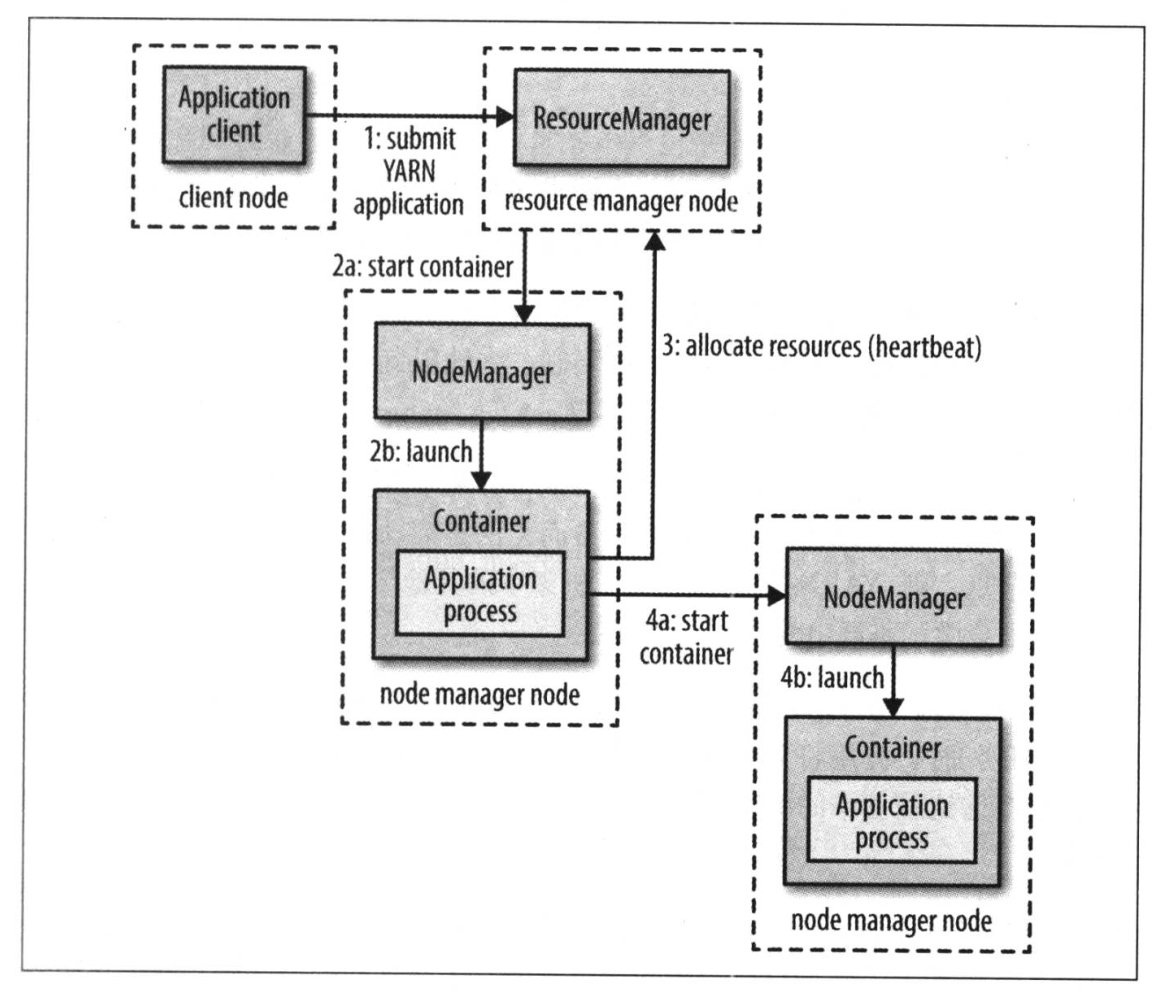 Application
client
client node
1: submit
YARN
application
ResourceManager
resource manager node
2a: start container
NodeManager
2b: launch
Container
Application
process
node manager node
3: allocate resources (heartbeat)
4a: start
container
NodeManager
4b: launch
Container
Application
process
node manager node